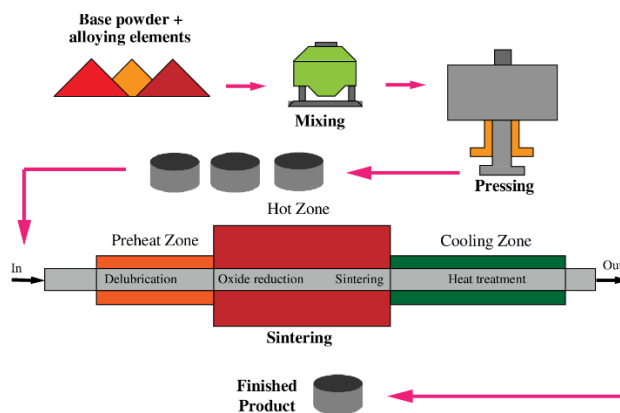 Base powder +
alloying elements
Mixing
Pressing
Hot Zone
Preheat Zone
Cooling Zone
In
Out
Delubrication
Oxide reduction
Sintering
Heat treatment
Sintering
Finished
Product